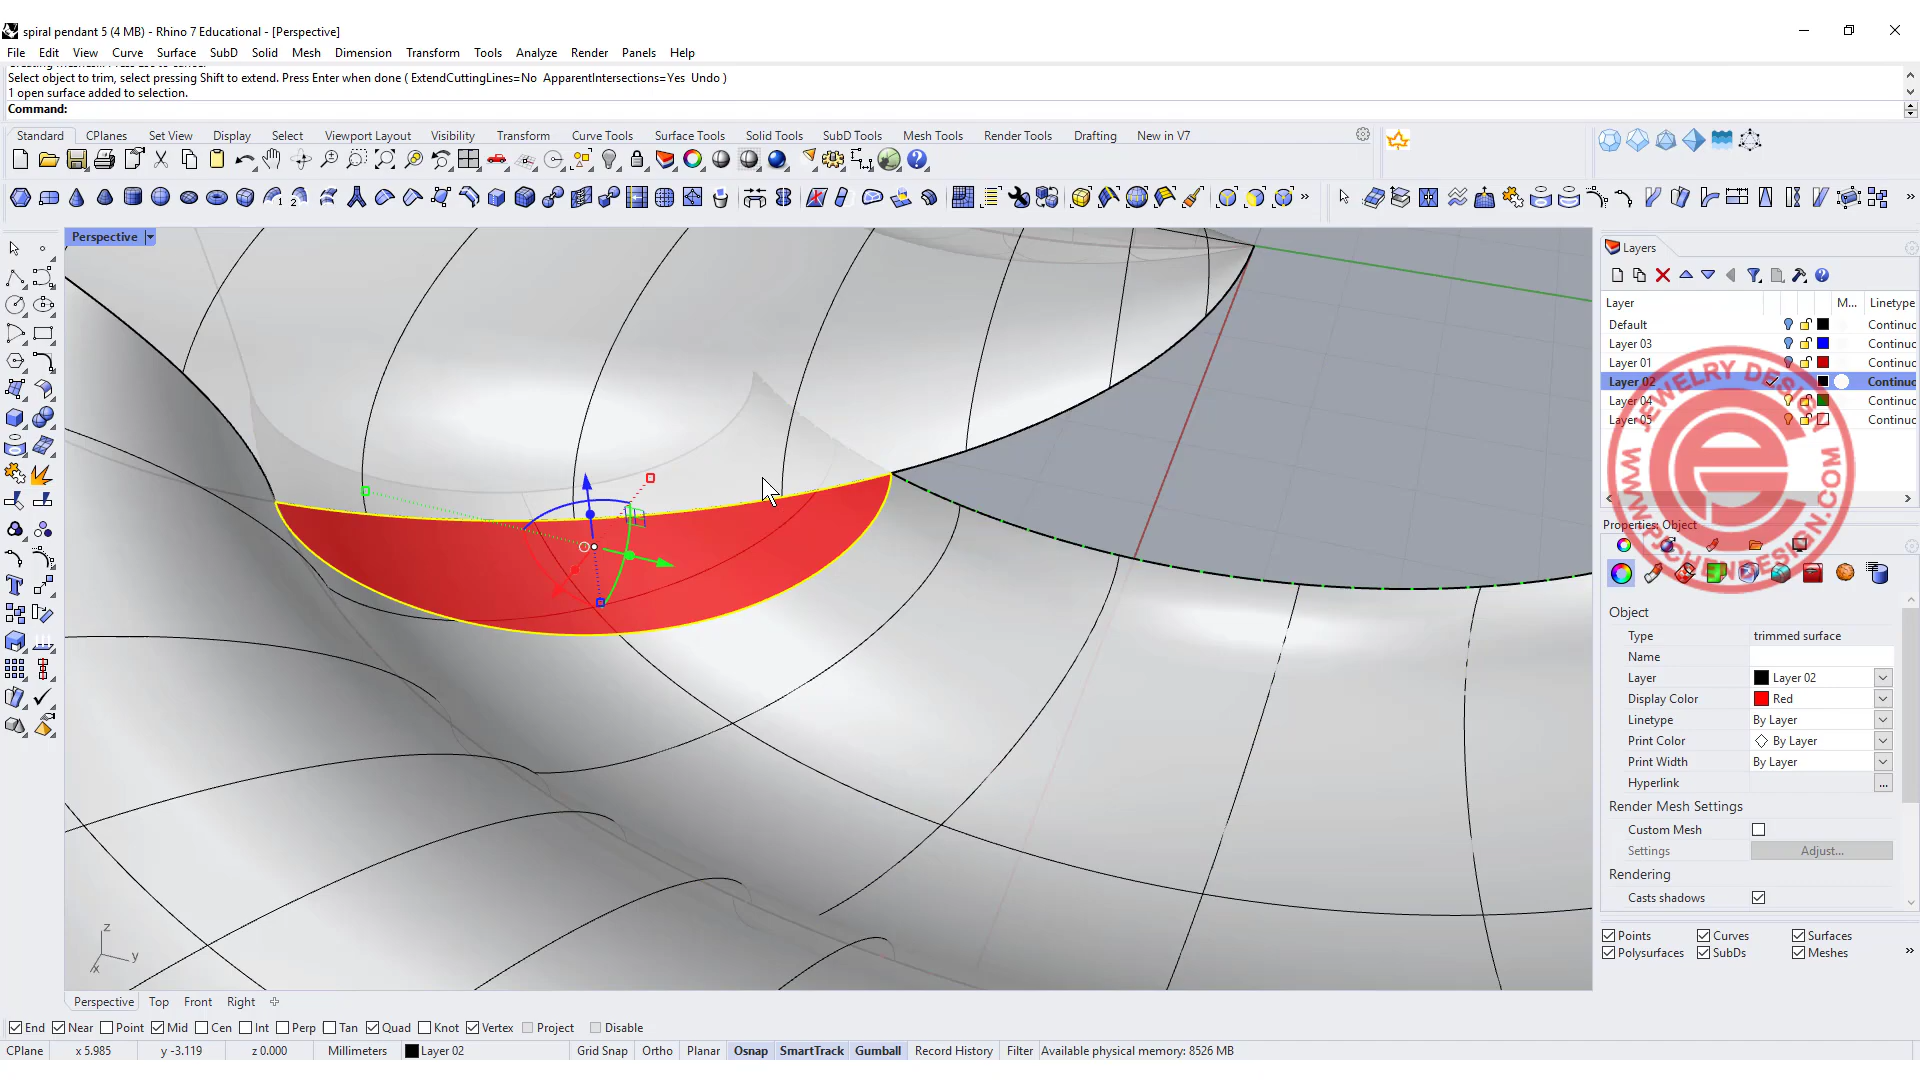 spiral pendant 5 (4 MB) - Rhino 7 Educational - [Perspective]
File Edit View Curve Surface SubD Solid Mesh Dimension Transform Tools Analyze Render Panels Help
Select object to trim, select pressing Shift to extend. Press Enter when done ( ExtendCuttingLines=No ApparentIntersections=Yes Undo )
1 open surface added to selection.
Command:
Standard CPlanes Set View Display Select Viewport Layout Visibility Transform Curve Tools Surface Tools Solid Tools SubD Tools Mesh Tools Render Tools Drafting New in V7
Perspective
Layers
Layer M... Linetype
Default Continuc
Layer 03 Continuc
Layer 01 Continuc
Layer 02 Continuc
Layer 04 Continuc
Layer 05 Continuc
JEWELRY DESIGN
WWW.PJCHENDESIGN.COM
Properties: Object
Object
Type trimmed surface
Name
Layer Layer 02
Display Color Red
Linetype By Layer
Print Color By Layer
Print Width By Layer
Hyperlink ...
Render Mesh Settings
Custom Mesh
Settings Adjust...
Rendering
Casts shadows
Points Curves Surfaces
Polysurfaces SubDs Meshes
z
y
x
Perspective Top Front Right
End Near Point Mid Cen Int Perp Tan Quad Knot Vertex Project Disable
CPlane x 5.985 y -3.119 z 0.000 Millimeters Layer 02 Grid Snap Ortho Planar Osnap SmartTrack Gumball Record History Filter Available physical memory: 8526 MB